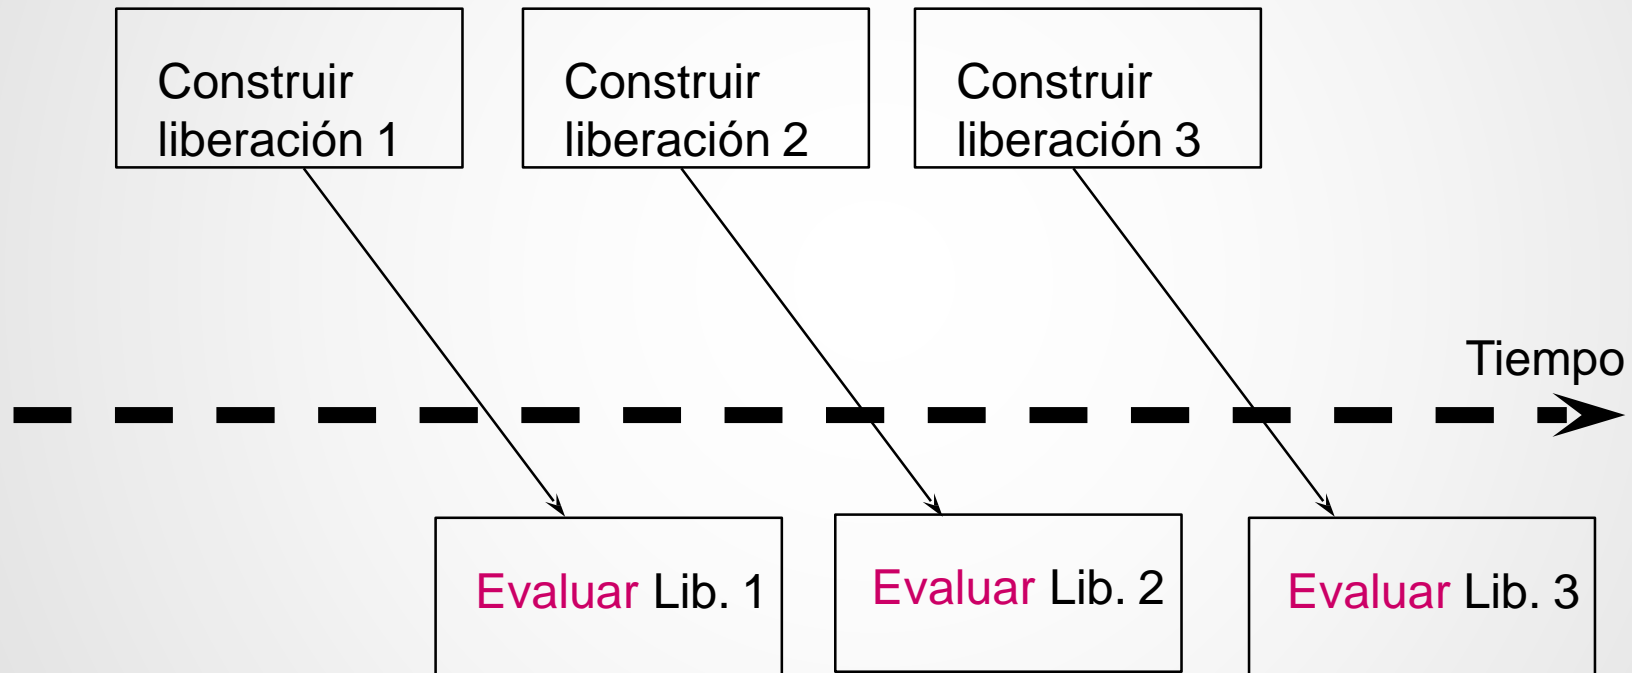 Construir
liberación 1
Construir
liberación 2
Construir
liberación 3
Tiempo
Evaluar Lib. 1
Evaluar Lib. 2
Evaluar Lib. 3